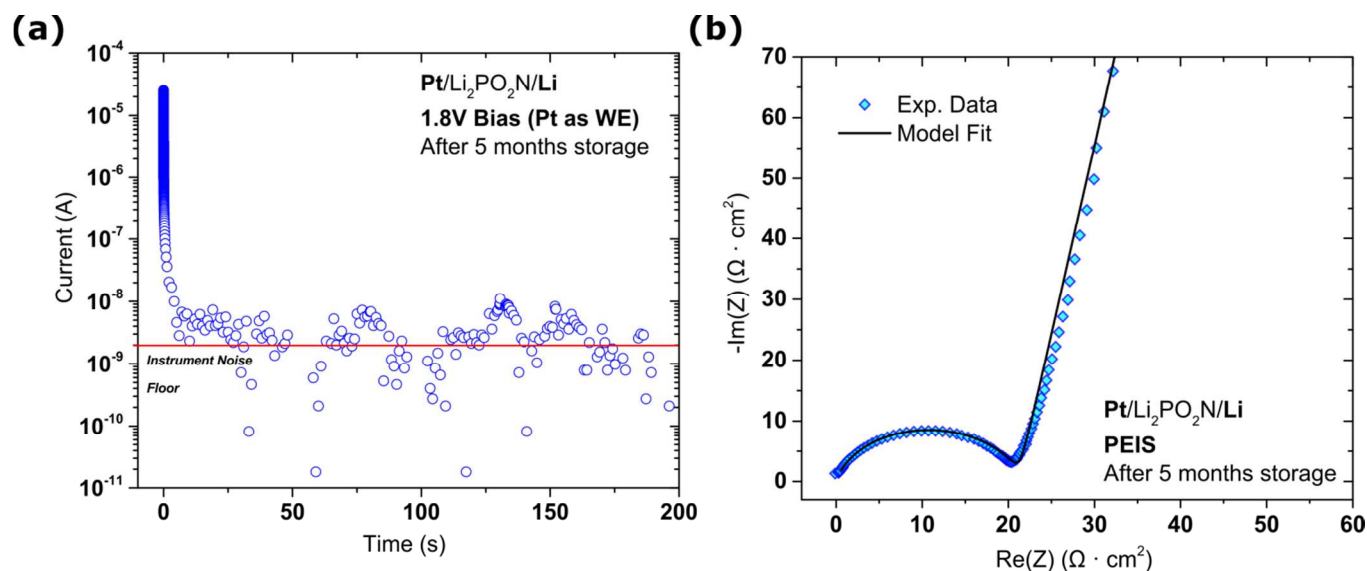 (a)
Current (A)
10⁻⁴
10⁻⁵
10⁻⁶
10⁻⁷
10⁻⁸
10⁻⁹
10⁻¹⁰
10⁻¹¹
Pt/Li₂PO₂N/Li
1.8V Bias (Pt as WE)
After 5 months storage
Instrument Noise
Floor
0 50 100 150 200
Time (s)
(b)
-Im(Z) (Ω · cm²)
70
60
50
40
30
20
10
0
Exp. Data
Model Fit
Pt/Li₂PO₂N/Li
PEIS
After 5 months storage
0 10 20 30 40 50 60
Re(Z) (Ω · cm²)